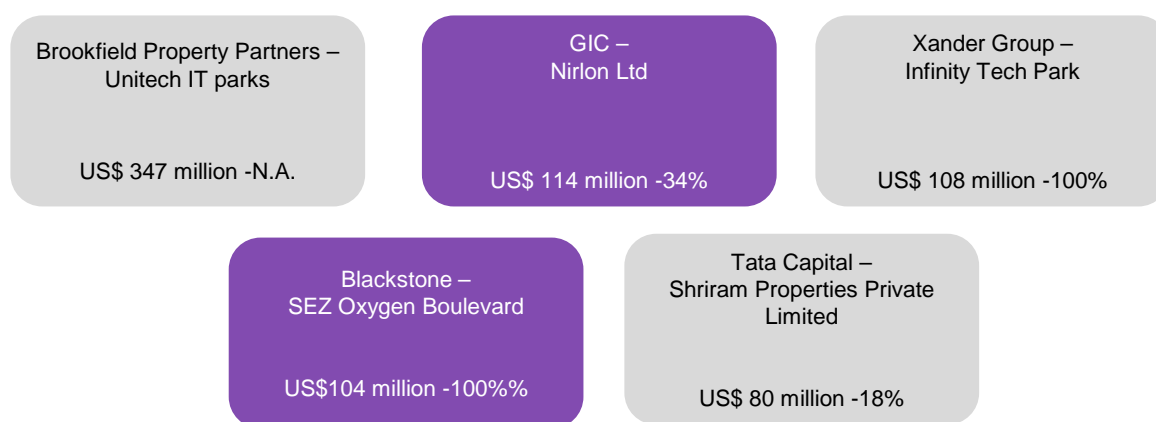 Brookfield Property Partners –
Unitech IT parks
US$ 347 million -N.A.
GIC –
Nirlon Ltd
US$ 114 million -34%
Xander Group –
Infinity Tech Park
US$ 108 million -100%
Blackstone –
SEZ Oxygen Boulevard
US$104 million -100%%
Tata Capital –
Shriram Properties Private
Limited
US$ 80 million -18%